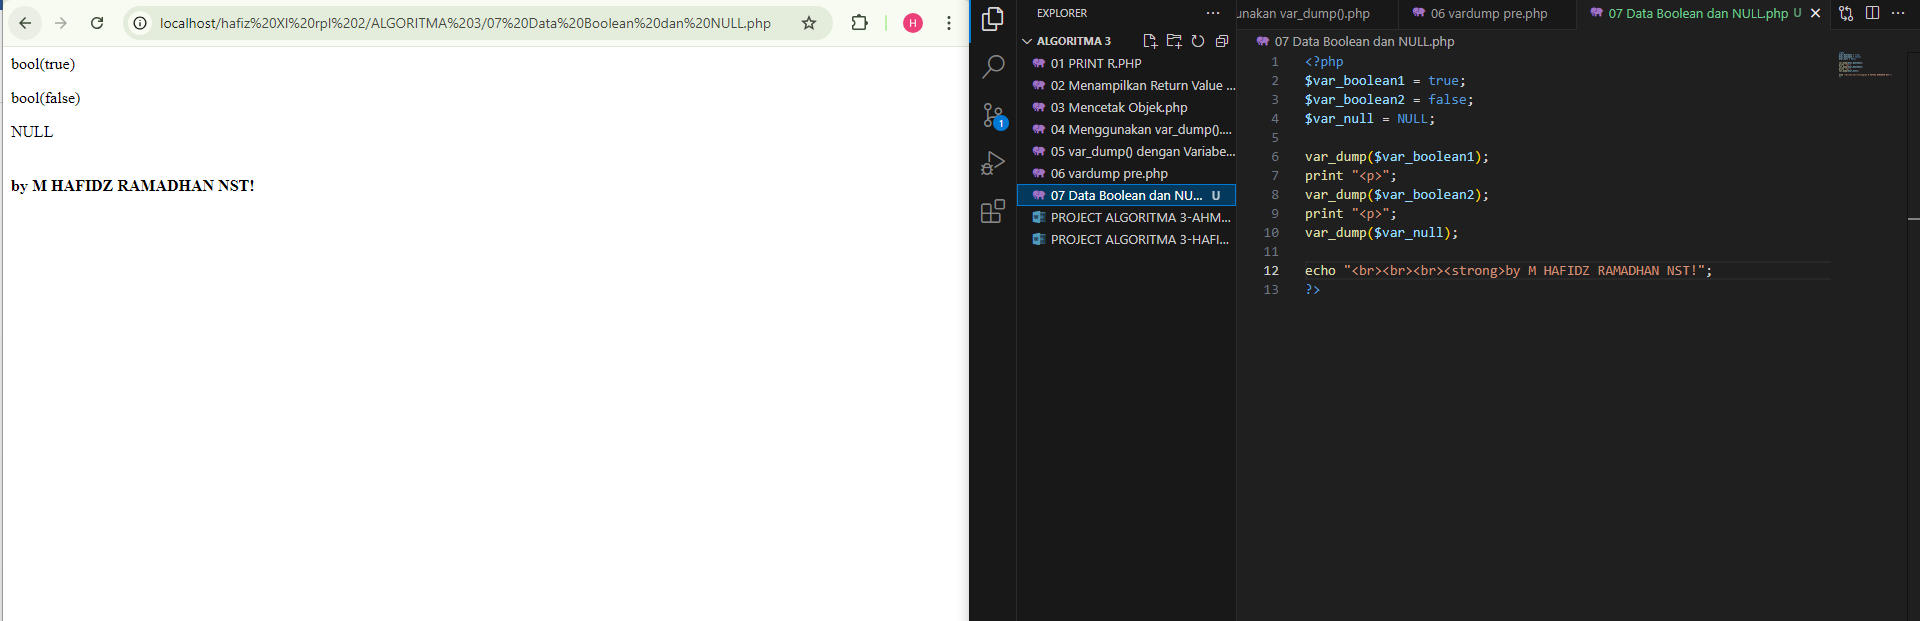 localhost/hafiz%20XI%20rpl%202/ALGORITMA%203/07%20Data%20Boolean%20dan%20NULL.php
H
bool(true)
bool(false)
NULL
by M HAFIDZ RAMADHAN NST!
1
EXPLORER
ALGORITMA 3
01 PRINT R.PHP
02 Menampilkan Return Value ...
03 Mencetak Objek.php
04 Menggunakan var_dump()....
05 var_dump() dengan Variabe...
06 vardump pre.php
07 Data Boolean dan NU... U
PROJECT ALGORITMA 3-AHM...
PROJECT ALGORITMA 3-HAFI...
unakan var_dump().php
06 vardump pre.php
07 Data Boolean dan NULL.php U
07 Data Boolean dan NULL.php
1 <?php
2 $var_boolean1 = true;
3 $var_boolean2 = false;
4 $var_null = NULL;
5
6 var_dump($var_boolean1);
7 print "<p>";
8 var_dump($var_boolean2);
9 print "<p>";
10 var_dump($var_null);
11
12 echo "<br><br><br><strong>by M HAFIDZ RAMADHAN NST!";
13 ?>